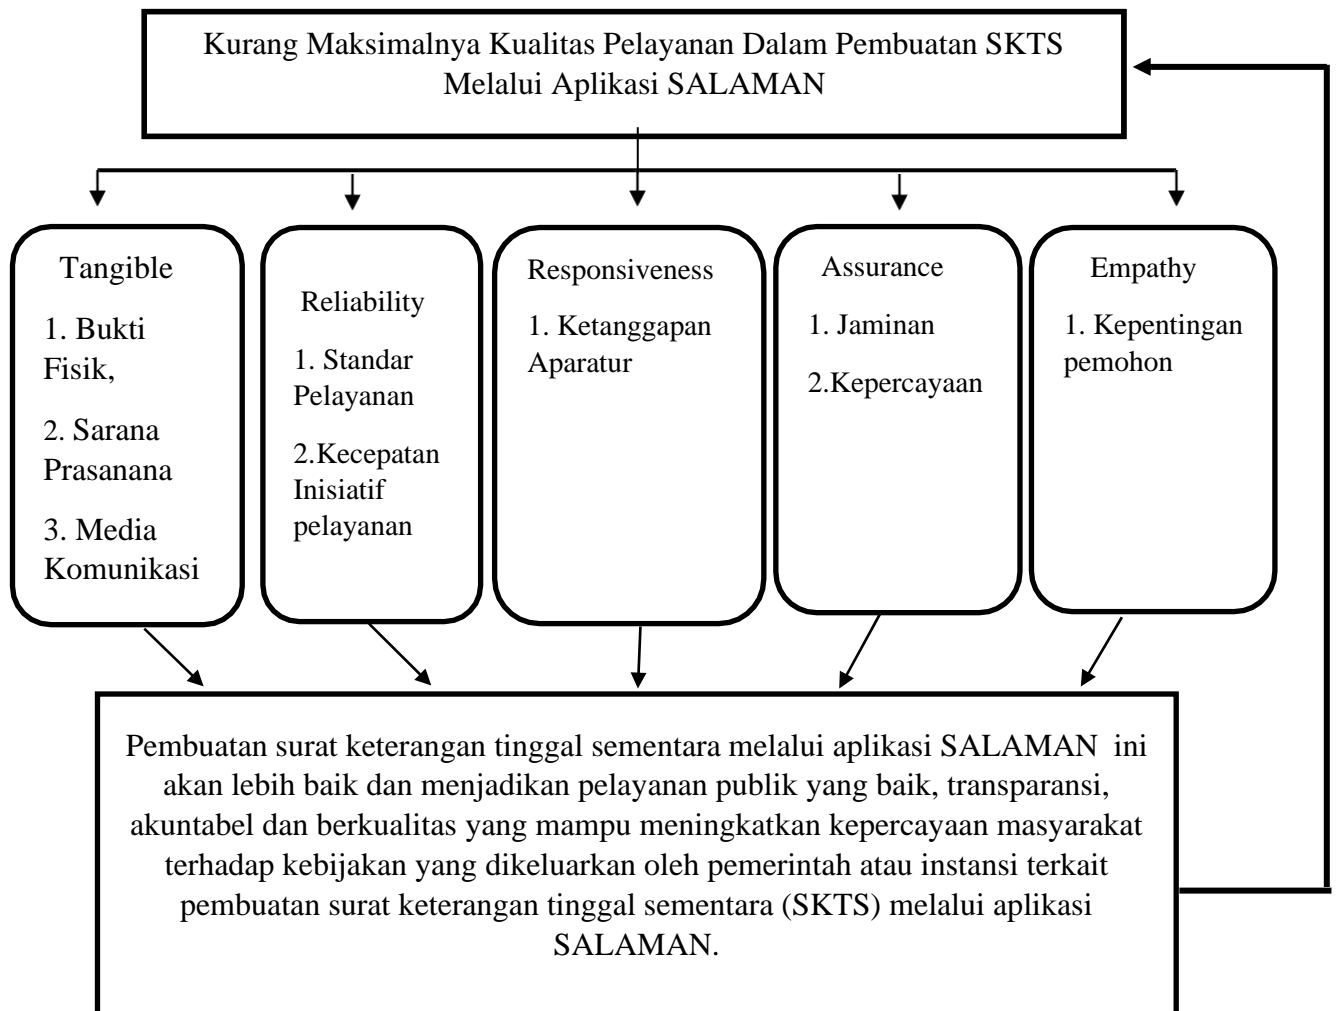 Kurang Maksimalnya Kualitas Pelayanan Dalam Pembuatan SKTS
Melalui Aplikasi SALAMAN
Tangible
1. Bukti
Fisik,
2. Sarana
Prasanana
3. Media
Komunikasi
Reliability
1. Standar
Pelayanan
2.Kecepatan
Inisiatif
pelayanan
Responsiveness
1. Ketanggapan
Aparatur
Assurance
1. Jaminan
2.Kepercayaan
Empathy
1. Kepentingan
pemohon
Pembuatan surat keterangan tinggal sementara melalui aplikasi SALAMAN ini
akan lebih baik dan menjadikan pelayanan publik yang baik, transparansi,
akuntabel dan berkualitas yang mampu meningkatkan kepercayaan masyarakat
terhadap kebijakan yang dikeluarkan oleh pemerintah atau instansi terkait
pembuatan surat keterangan tinggal sementara (SKTS) melalui aplikasi
SALAMAN.